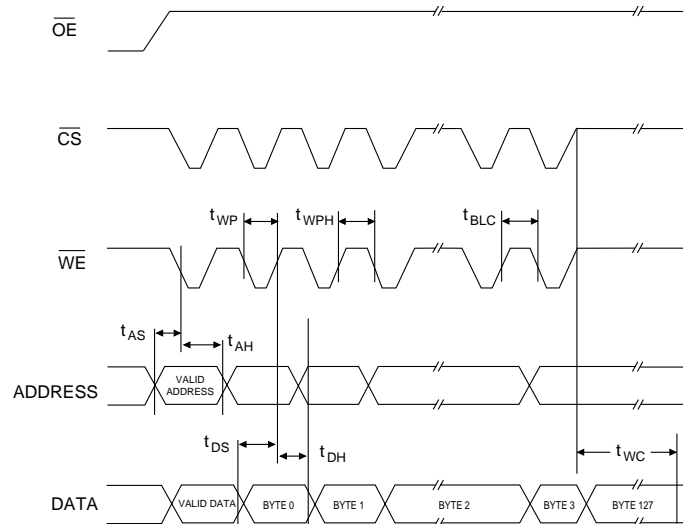 OE
CS
tWP
tWPH
tBLC
WE
tAS
tAH
ADDRESS
VALID
ADDRESS
tDS
tDH
tWC
DATA
VALID DATA
BYTE 0
BYTE 1
BYTE 2
BYTE 3
BYTE 127